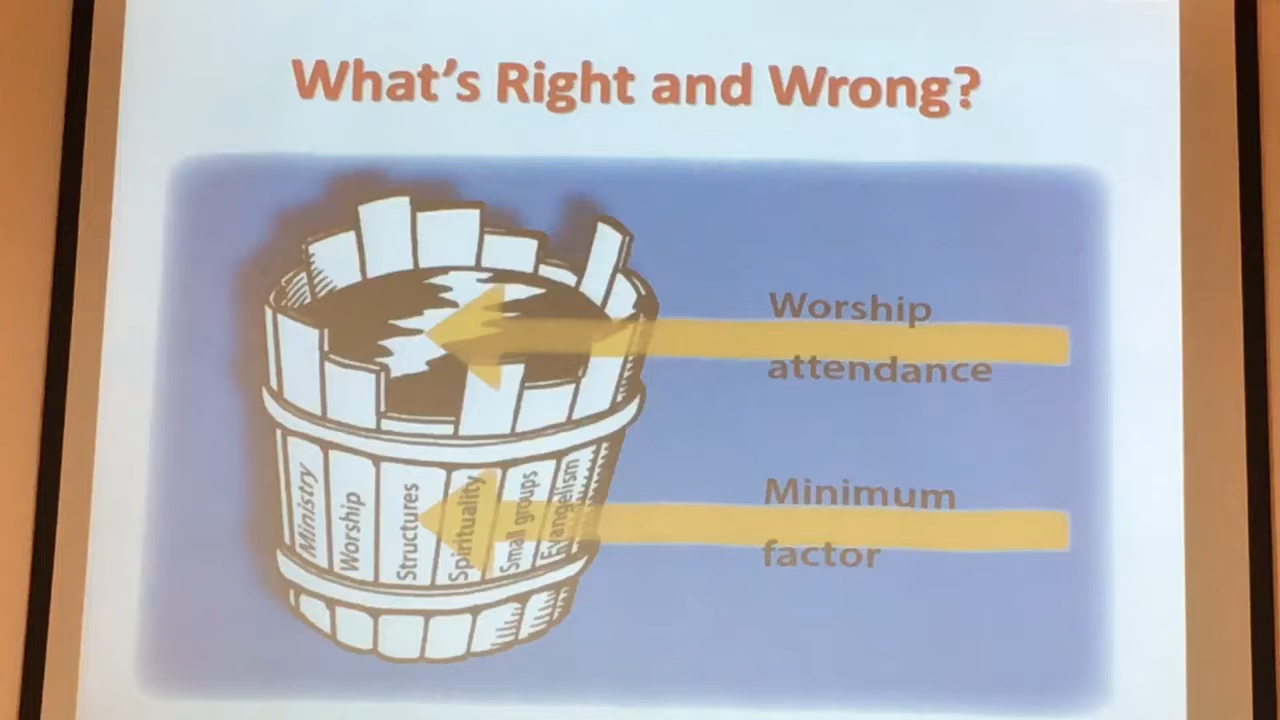 What's Right and Wrong?
Worship
attendance
Minimum
factor
Ministry
Worship
Structures
Spirituality
Small groups
Evangelism